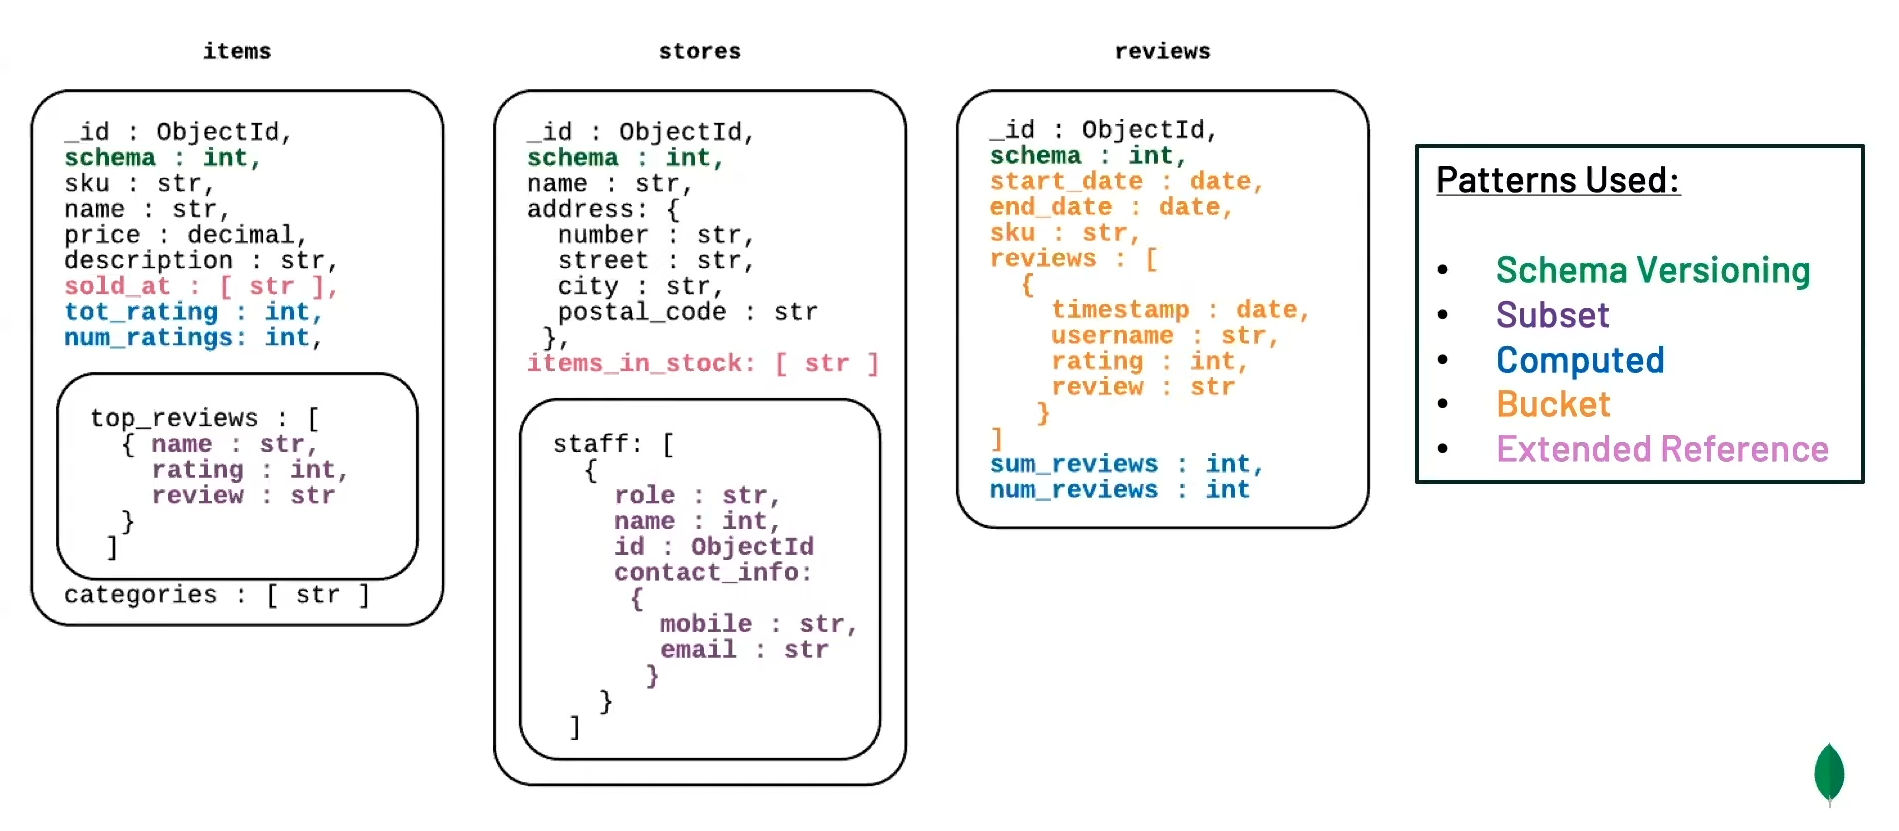 items
_id : ObjectId,
schema : int,
sku : str,
name : str,
price : decimal,
description : str,
sold_at : [ str ],
tot_rating : int,
num_ratings: int,
top_reviews : [
{ name : str,
rating : int,
review : str
}
]
categories : [ str ]
stores
_id : ObjectId,
schema : int,
name : str,
address: {
number : str,
street : str,
city : str,
postal_code : str
},
items_in_stock: [ str ]
staff: [
{
role : str,
name : int,
id : ObjectId
contact_info:
{
mobile : str,
email : str
}
}
]
reviews
_id : ObjectId,
schema : int,
start_date : date,
end_date : date,
sku : str,
reviews : [
{
timestamp : date,
username : str,
rating : int,
review : str
}
]
sum_reviews : int,
num_reviews : int
Patterns Used:
• Schema Versioning
• Subset
• Computed
• Bucket
• Extended Reference